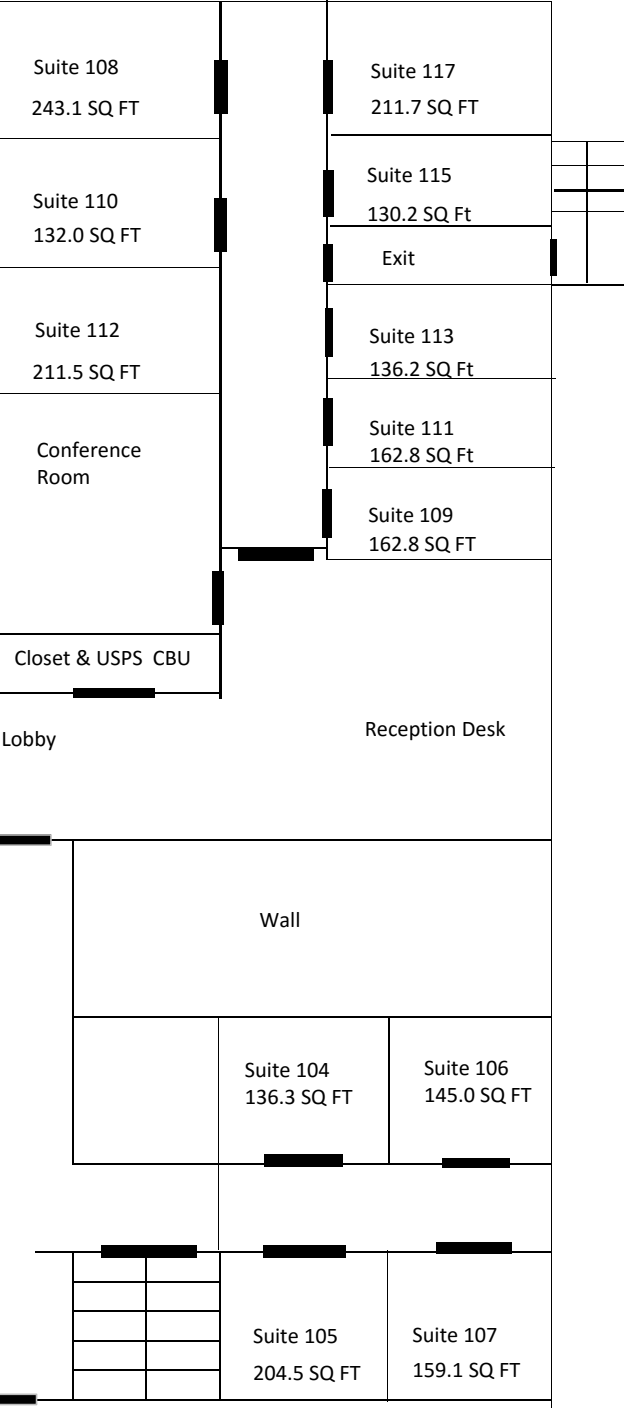 Suite 108
243.1 SQ FT
Suite 117
211.7 SQ FT
Suite 110
132.0 SQ FT
Suite 115
130.2 SQ Ft
Exit
Suite 112
211.5 SQ FT
Suite 113
136.2 SQ Ft
Conference
Room
Suite 111
162.8 SQ Ft
Suite 109
162.8 SQ FT
Closet & USPS CBU
Lobby
Reception Desk
Wall
Suite 104
136.3 SQ FT
Suite 106
145.0 SQ FT
Suite 105
204.5 SQ FT
Suite 107
159.1 SQ FT